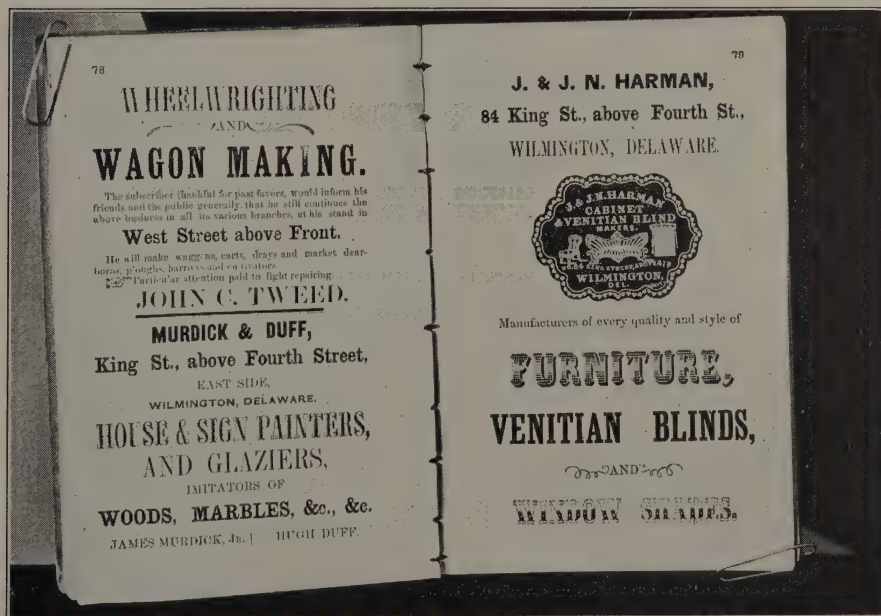 78
WHEELWRIGHTING
AND
WAGON MAKING.
The subscriber thankful for past favors, would inform his
friends and the public generally, that he still continues the
above business in all its various branches, at his stand in
West Street above Front.
He will make waggons, carts, drays and market dear-
borns, ploughs, harrows and cultivators.
Particular attention paid to light repairing.
JOHN C. TWEED.
MURDICK & DUFF,
King St., above Fourth Street,
EAST SIDE,
WILMINGTON, DELAWARE.
HOUSE & SIGN PAINTERS,
AND GLAZIERS,
IMITATORS OF
WOODS, MARBLES, &c., &c.
JAMES MURDICK, JR. } HUGH DUFF.
79
J. & J. N. HARMAN,
84 King St., above Fourth St.,
WILMINGTON, DELAWARE.
J. & J. N. HARMAN
CABINET
& VENITIAN BLIND
MAKERS.
NO. 84 KING STREET, ABOVE 4TH
WILMINGTON,
DEL.
Manufacturers of every quality and style of
FURNITURE,
VENITIAN BLINDS,
AND
WINDOW SHADES.